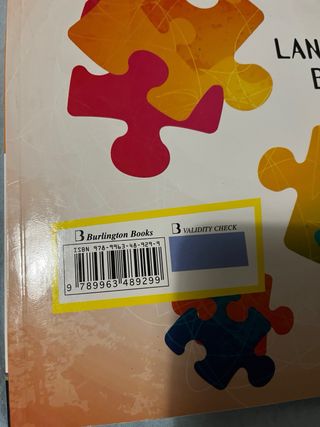 LAN
B Burlington Books
B VALIDITY CHECK
ISBN 978-9963-48-929-9
9 789963 489299